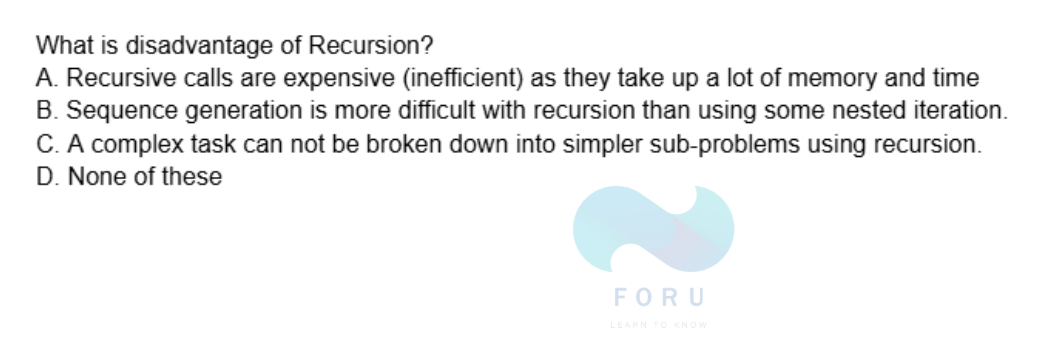 What is disadvantage of Recursion?
A. Recursive calls are expensive (inefficient) as they take up a lot of memory and time
B. Sequence generation is more difficult with recursion than using some nested iteration.
C. A complex task can not be broken down into simpler sub-problems using recursion.
D. None of these
FORU
LEARN TO KNOW